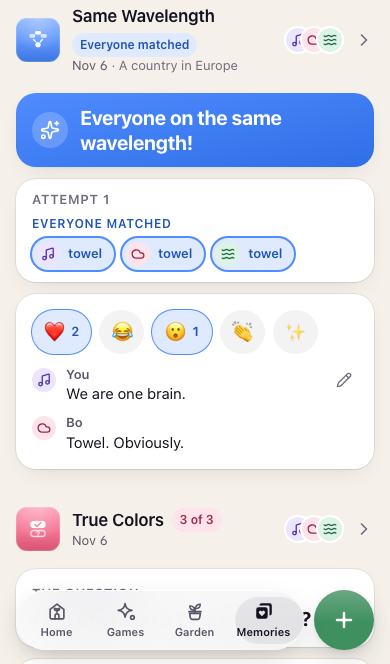 Same Wavelength
Everyone matched
Nov 6 · A country in Europe
Everyone on the same
wavelength!
ATTEMPT 1
EVERYONE MATCHED
towel towel towel
2 1
You
We are one brain.
Bo
Towel. Obviously.
True Colors 3 of 3
Nov 6
?
Home Games Garden Memories